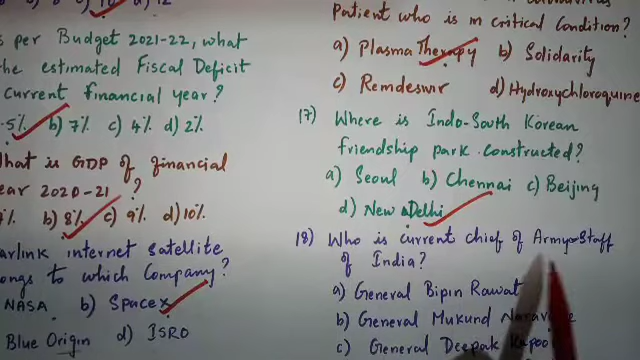 a) 12
s per Budget 2021-22, what
he estimated Fiscal Deficit
current financial year?
5% b) 7% c) 4% d) 2%
hat is GDP of financial
ear 2020-21 ?
% b) 8% c) 9% d) 10%
arlink internet satellite
ongs to which Company?
NASA b) Spacex
Blue Origin d) ISRO
Patient who is in critical Condition?
a) Plasma Therapy b) Solidarity
c) Remdeswir d) Hydroxychloroquine
17) Where is Indo-South Korean
friendship park constructed?
a) Seoul b) Chennai c) Beijing
d) New Delhi
18) Who is current chief of Army Staff
of India?
a) General Bipin Rawat
b) General Mukund
c) General Deepak Kapoo